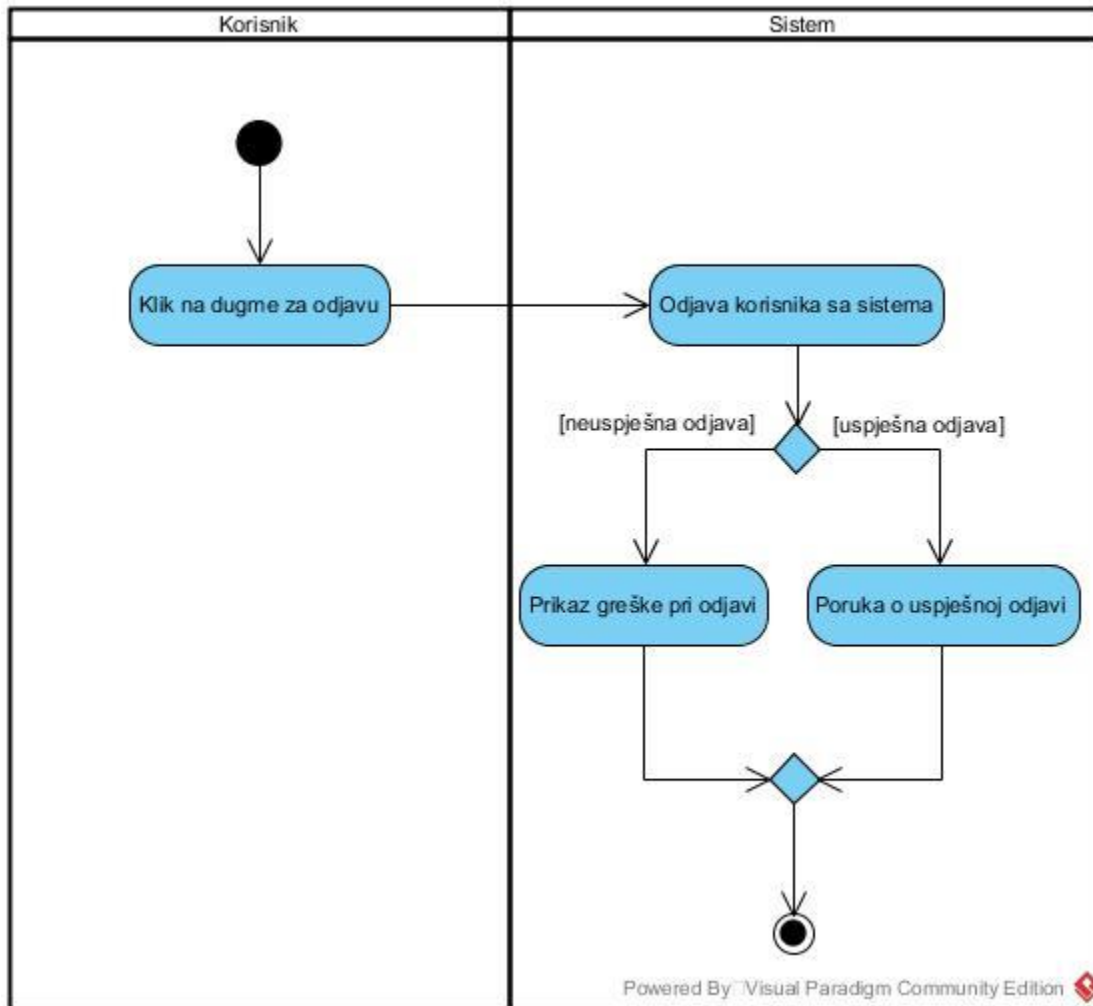 Korisnik
Sistem
Klik na dugme za odjavu
Odjava korisnika sa sistema
[neuspješna odjava]
[uspješna odjava]
Prikaz greške pri odjavi
Poruka o uspješnoj odjavi
Powered By Visual Paradigm Community Edition